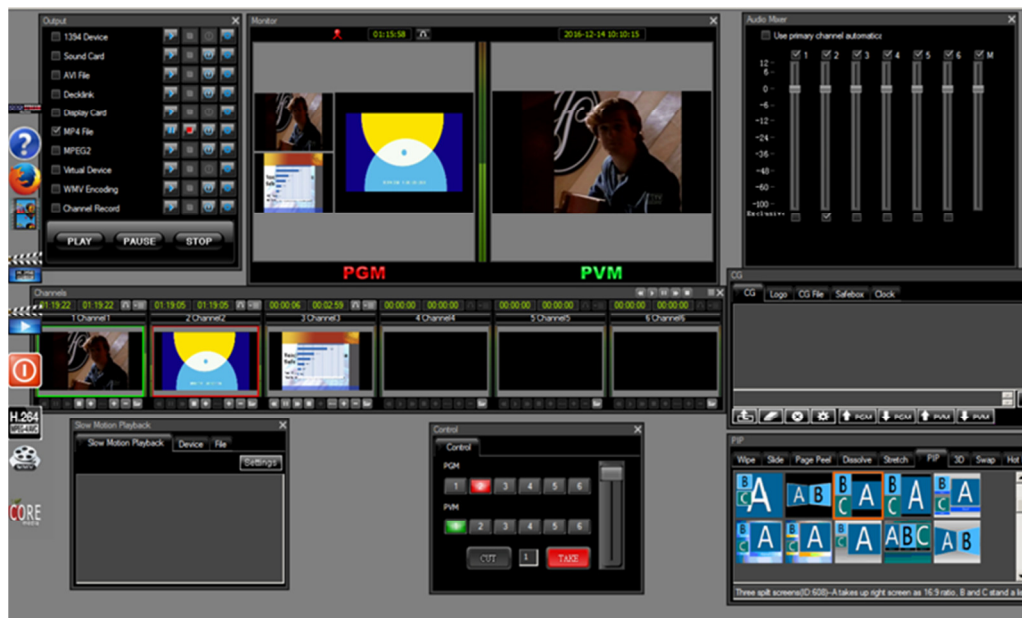 Output
1394 Device
Sound Card
AVI File
Decklink
Display Card
MP4 File
MPEG2
Virtual Device
WMV Encoding
Channel Record
PLAY PAUSE STOP
Monitor
01:15:58
2016-12-14 10:10:15
PGM PVM
Audio Mixer
Use primary channel automatica
1 2 3 4 5 6 M
12
6
0
-6
-12
-24
-36
-48
-60
-100
Channels
01:19:22 01:19:22 01:19:05 01:19:05 00:00:06 00:02:59 00:00:00 00:00:00 00:00:00 00:00:00 00:00:00 00:00:00
1 Channel1 2 Channel2 3 Channel3 4 Channel4 5 Channel5 6 Channel6
CG
CG Logo CG File Safebox Clock
PGM PGM PVM PVM
H.264
CORE
Slow Motion Playback
Slow Motion Playback Device File
Settings
Control
Control
PGM
1 2 3 4 5 6
PVM
2 3 4 5 6
CUT 1 TAKE
PIP
Wipe Slide Page Peel Dissolve Stretch PIP 3D Swap Hot
B C A
A B
B C A
B C A
B C A
B C A
B C A
B C A
A B C
A B
Three spilt screens(ID:608)--A takes up right screen as 16:9 ratio, B and C stand a